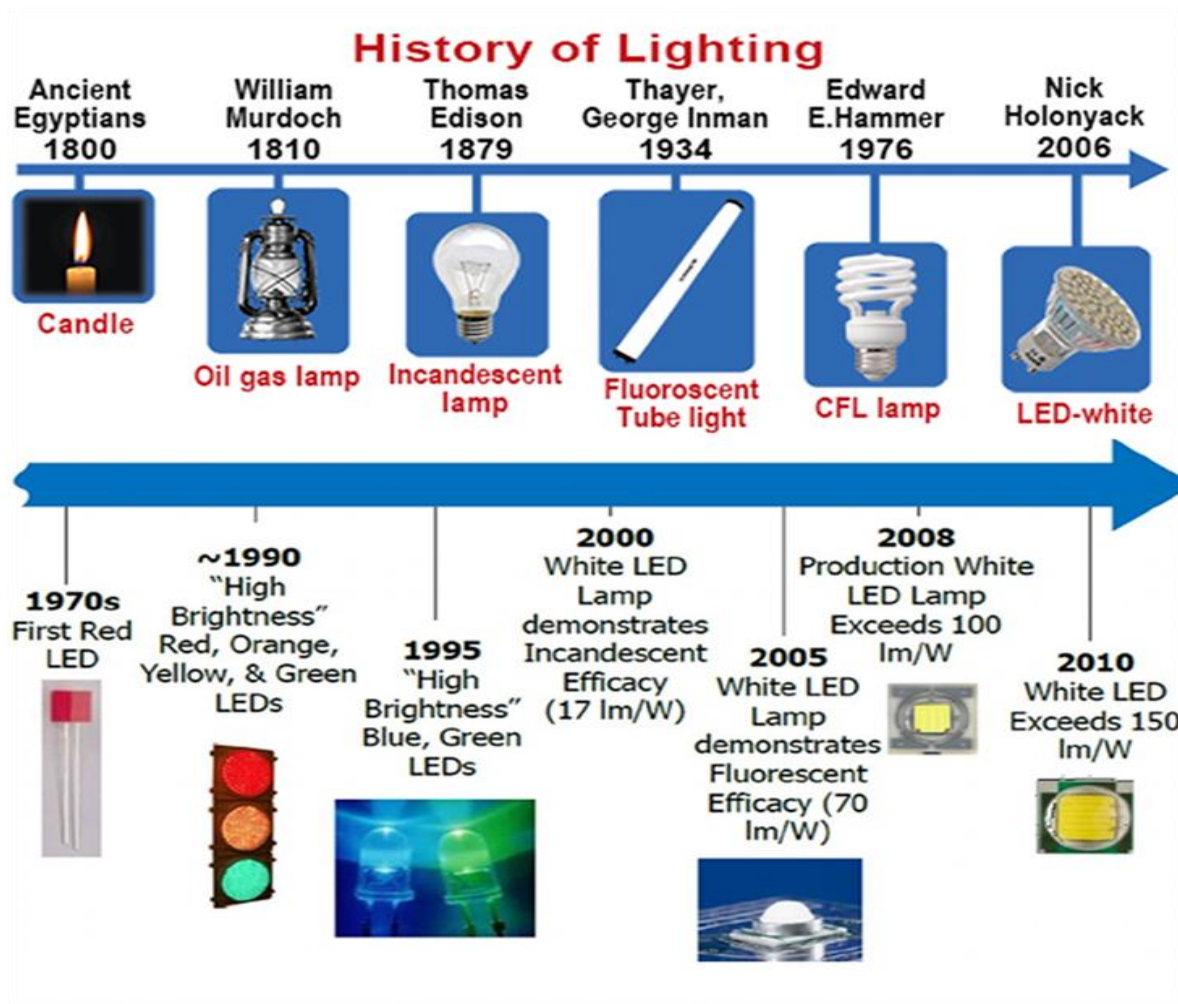 History of Lighting
Ancient
Egyptians
1800
William
Murdoch
1810
Thomas
Edison
1879
Thayer,
George Inman
1934
Edward
E.Hammer
1976
Nick
Holonyack
2006
Candle
Oil gas lamp
Incandescent
lamp
Fluoroscent
Tube light
CFL lamp
LED-white
1970s
First Red
LED
~1990
“High
Brightness”
Red, Orange,
Yellow, & Green
LEDs
1995
“High
Brightness”
Blue, Green
LEDs
2000
White LED
Lamp
demonstrates
Incandescent
Efficacy
(17 lm/W)
2005
White LED
Lamp
demonstrates
Fluorescent
Efficacy (70
lm/W)
2008
Production White
LED Lamp
Exceeds 100
lm/W
2010
White LED
Exceeds 150
lm/W